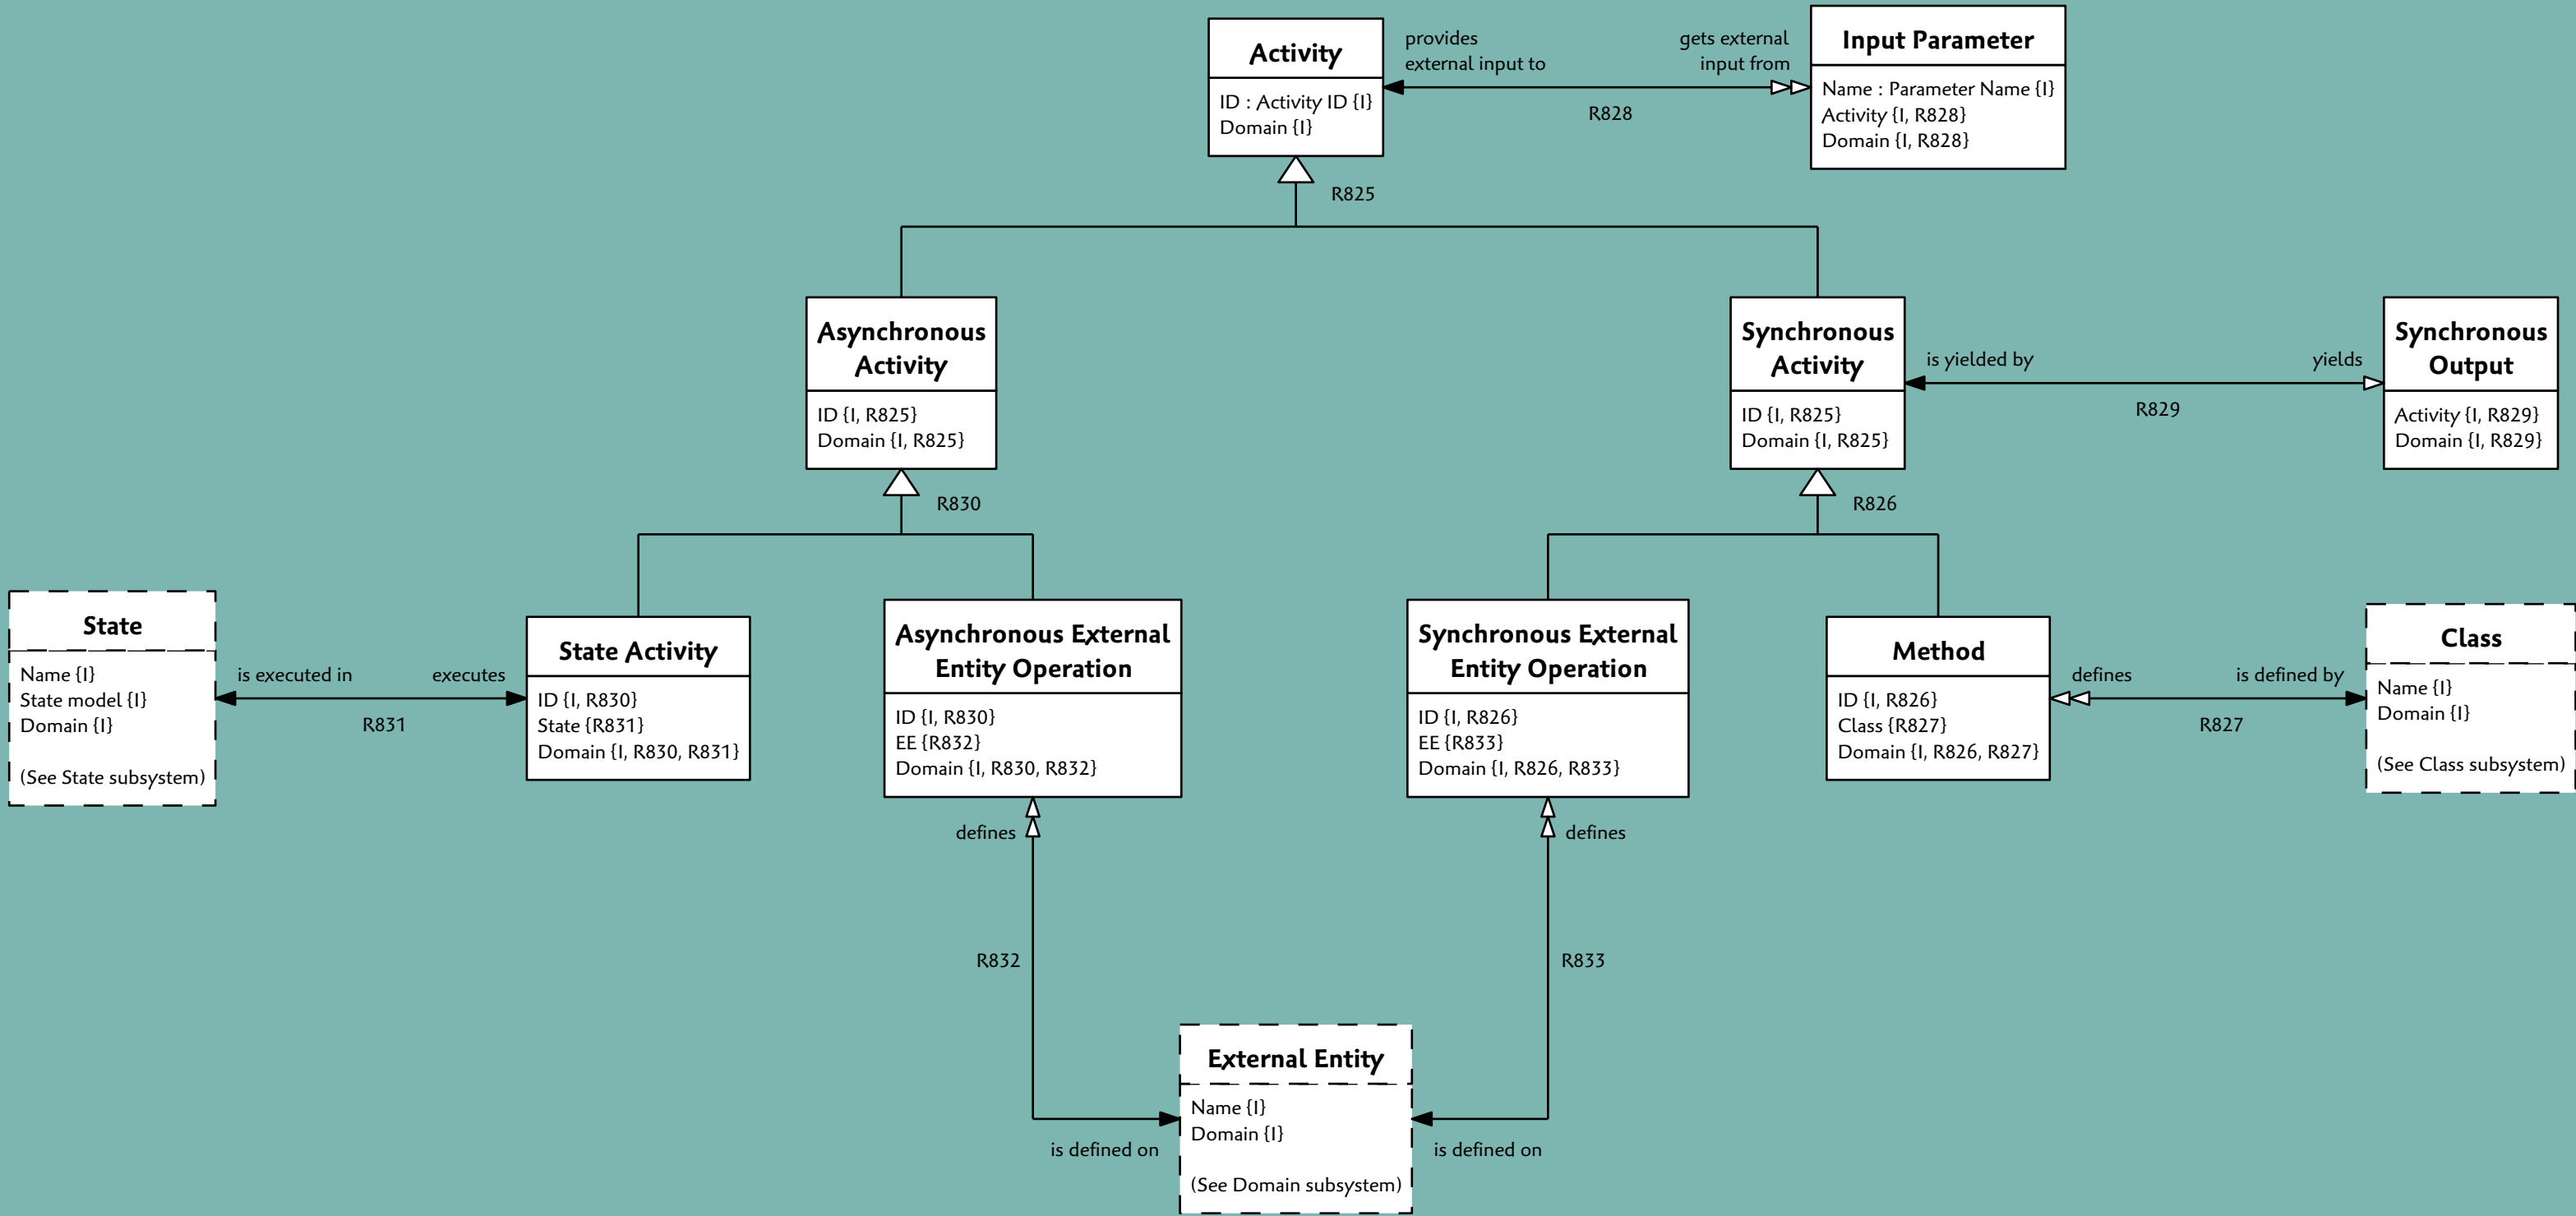 Activity
ID : Activity ID {I}
Domain {I}
provides
external input to
gets external
input from
R828
Input Parameter
Name : Parameter Name {I}
Activity {I, R828}
Domain {I, R828}
R825
Asynchronous
Activity
ID {I, R825}
Domain {I, R825}
Synchronous
Activity
ID {I, R825}
Domain {I, R825}
is yielded by
yields
R829
Synchronous
Output
Activity {I, R829}
Domain {I, R829}
R830
R826
State
Name {I}
State model {I}
Domain {I}
(See State subsystem)
is executed in
executes
R831
State Activity
ID {I, R830}
State {R831}
Domain {I, R830, R831}
Asynchronous External
Entity Operation
ID {I, R830}
EE {R832}
Domain {I, R830, R832}
Synchronous External
Entity Operation
ID {I, R826}
EE {R833}
Domain {I, R826, R833}
Method
ID {I, R826}
Class {R827}
Domain {I, R826, R827}
defines
is defined by
R827
Class
Name {I}
Domain {I}
(See Class subsystem)
defines
defines
R832
R833
External Entity
Name {I}
Domain {I}
(See Domain subsystem)
is defined on
is defined on